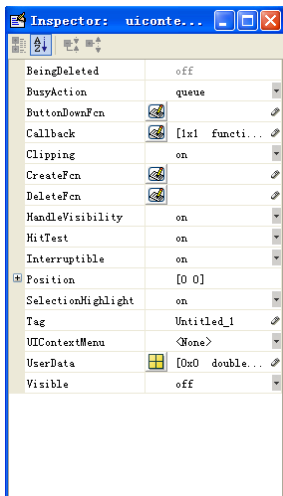 Inspector: uiconte...
BeingDeleted off
BusyAction queue
ButtonDownFcn
Callback [1x1 functi...
Clipping on
CreateFcn
DeleteFcn
HandleVisibility on
HitTest on
Interruptible on
Position [0 0]
SelectionHighlight on
Tag Untitled_1
UIContextMenu <None>
UserData [0x0 double...
Visible off